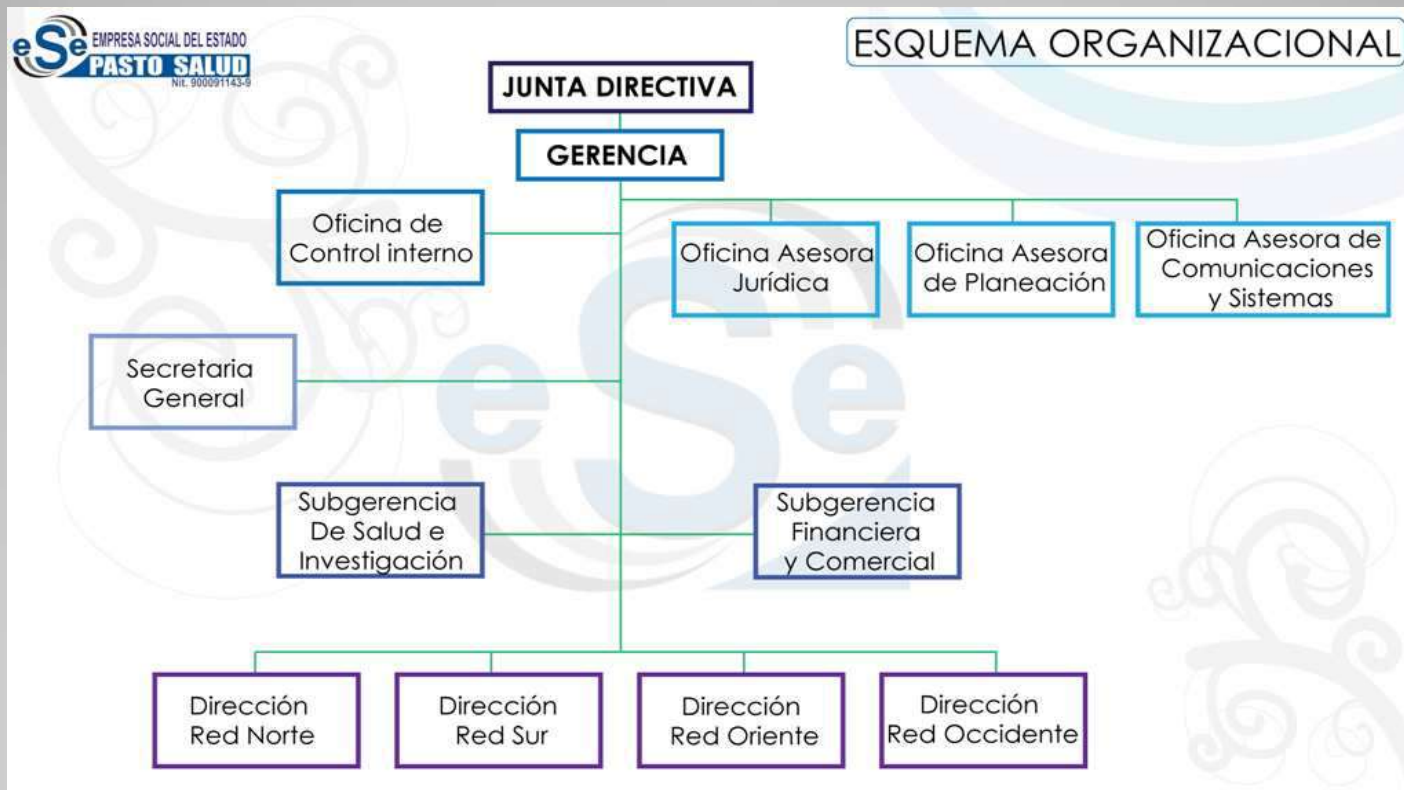 eSe EMPRESA SOCIAL DEL ESTADO
PASTO SALUD
Nit. 900091143-9
ESQUEMA ORGANIZACIONAL
JUNTA DIRECTIVA
GERENCIA
Oficina de
Control interno
Oficina Asesora
Jurídica
Oficina Asesora
de Planeación
Oficina Asesora de
Comunicaciones
y Sistemas
Secretaria
General
Subgerencia
De Salud e
Investigación
Subgerencia
Financiera
y Comercial
eSe
Dirección
Red Norte
Dirección
Red Sur
Dirección
Red Oriente
Dirección
Red Occidente